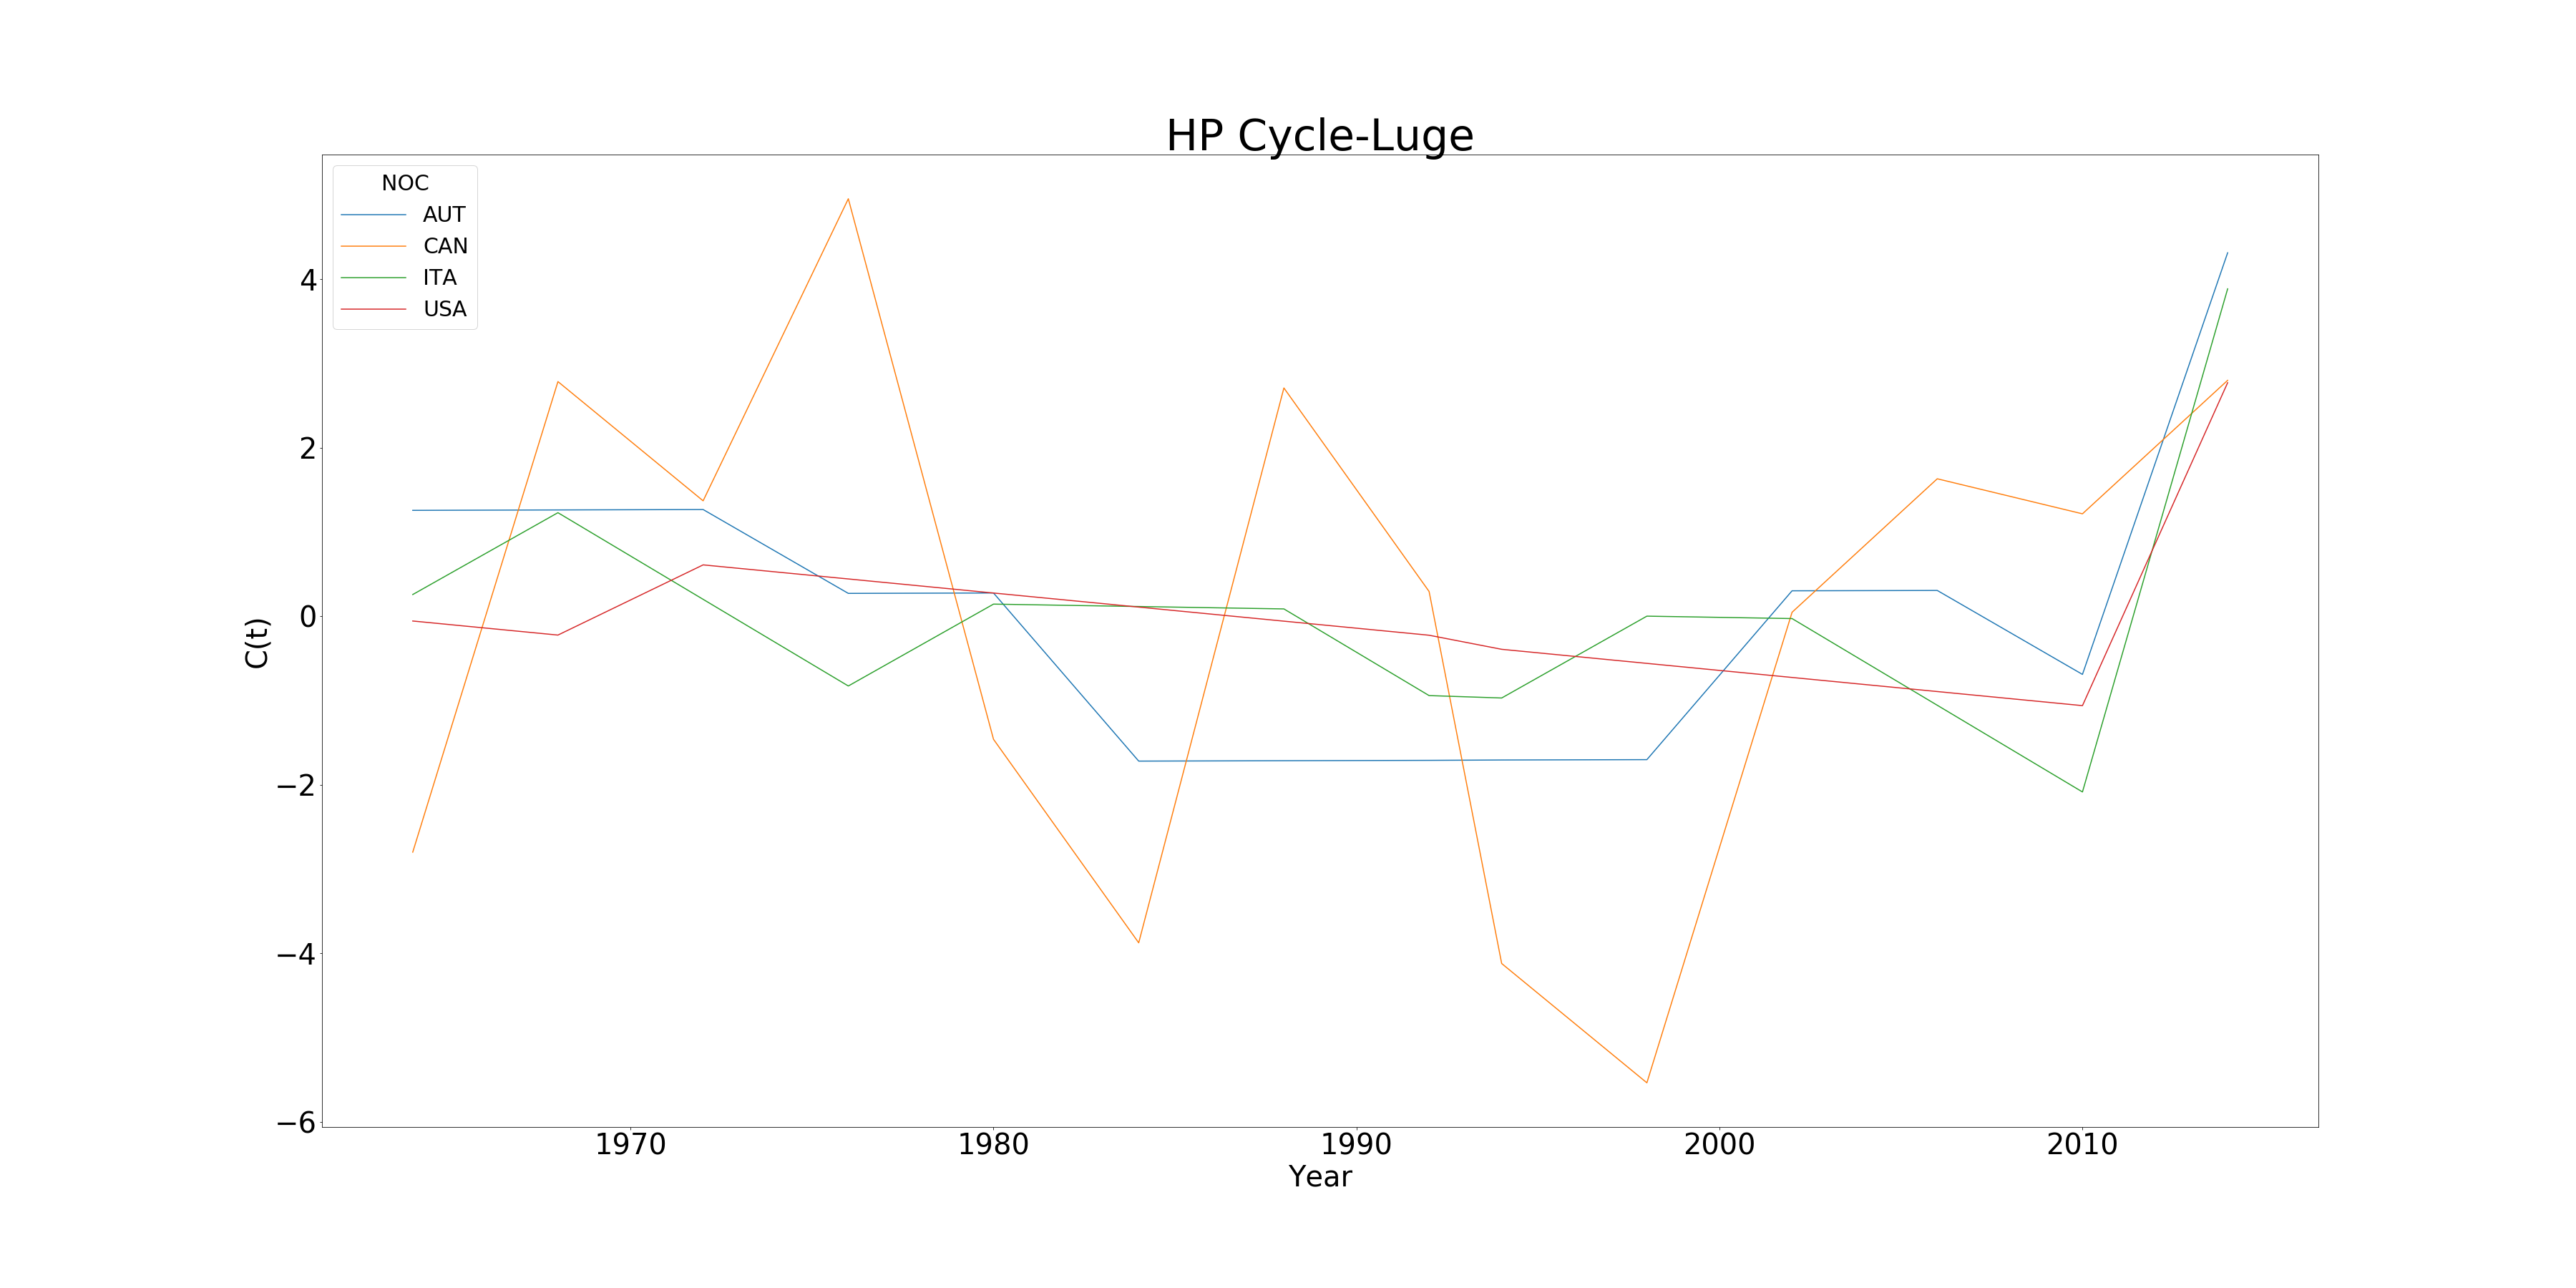 HP Cycle-Luge
NOC
AUT
CAN
ITA
USA
4
2
0
−2
−4
−6
C(t)
1970 1980 1990 2000 2010
Year